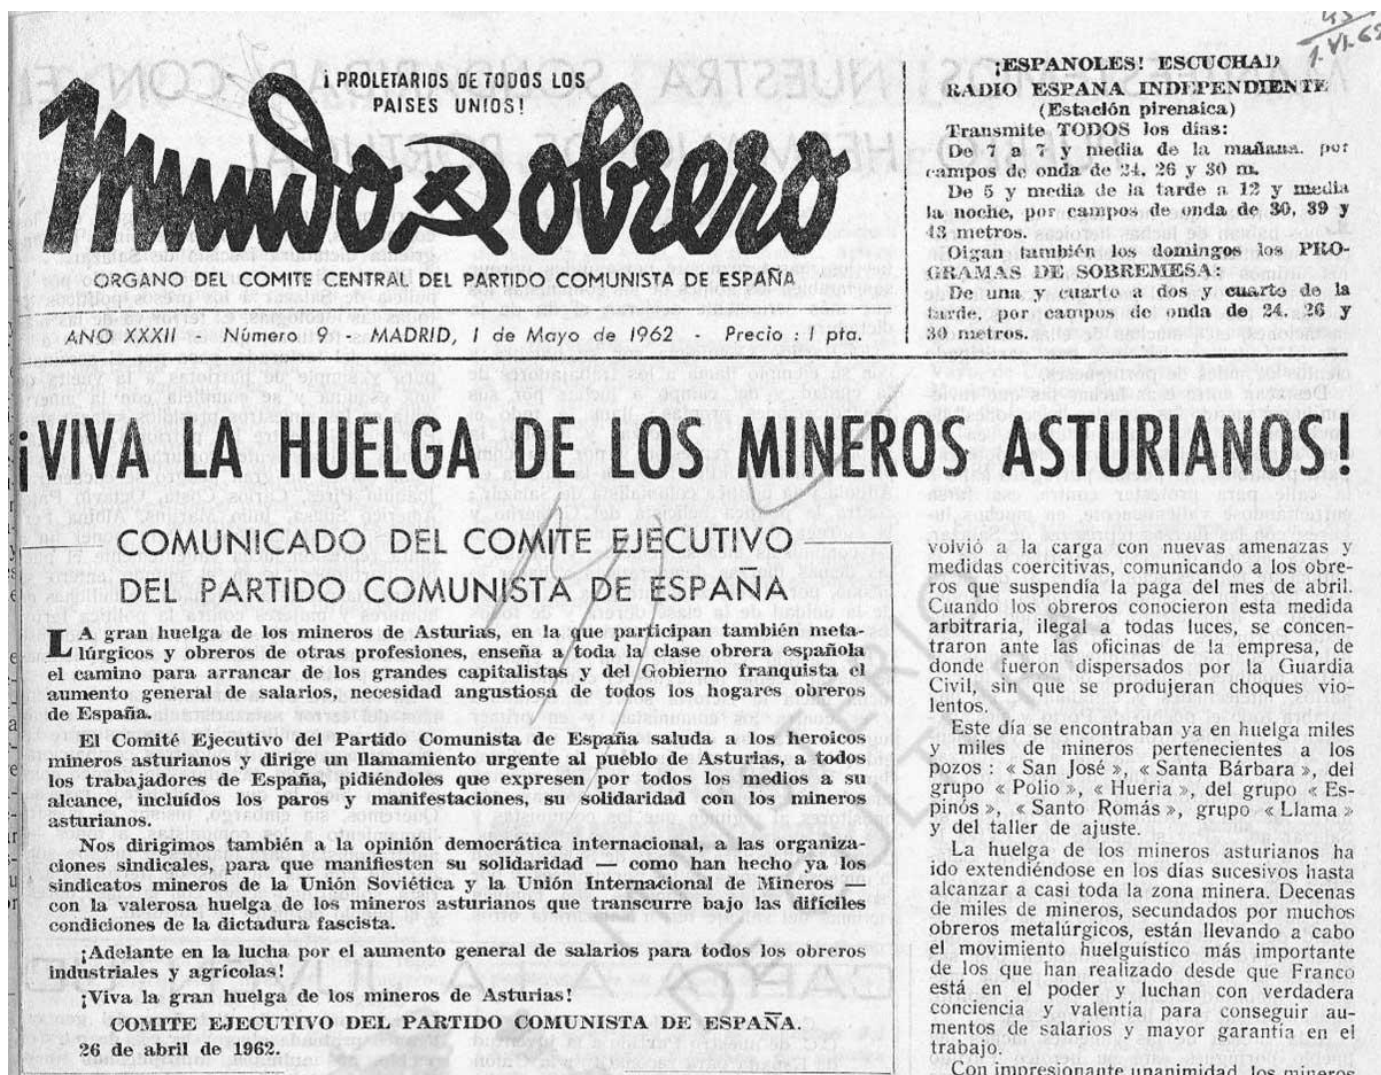 ¡PROLETARIOS DE TODOS LOS
PAISES UNIOS!
Mundo Obrero
ORGANO DEL COMITE CENTRAL DEL PARTIDO COMUNISTA DE ESPAÑA
ANO XXXII - Número 9 - MADRID, 1 de Mayo de 1962 - Precio : 1 pta.
¡ESPANOLES! ESCUCHAD
RADIO ESPANA INDEPENDIENTE
(Estación pirenaica)
Transmite TODOS los días:
De 7 a 7 y media de la mañana. por
campos de onda de 24. 26 y 30 m.
De 5 y media de la tarde a 12 y media
la noche, por campos de onda de 30, 39 y
43 metros.
Oigan también los domingos los PRO-
GRAMAS DE SOBREMESA:
De una y cuarto a dos y cuarto de la
tarde, por campos de onda de 24. 26 y
30 metros.
¡VIVA LA HUELGA DE LOS MINEROS ASTURIANOS!
COMUNICADO DEL COMITE EJECUTIVO
DEL PARTIDO COMUNISTA DE ESPAÑA
LA gran huelga de los mineros de Asturias, en la que participan también meta-
lúrgicos y obreros de otras profesiones, enseña a toda la clase obrera española
el camino para arrancar de los grandes capitalistas y del Gobierno franquista el
aumento general de salarios, necesidad angustiosa de todos los hogares obreros
de España.
El Comité Ejecutivo del Partido Comunista de España saluda a los heroicos
mineros asturianos y dirige un llamamiento urgente al pueblo de Asturias, a todos
los trabajadores de España, pidiéndoles que expresen por todos los medios a su
alcance, incluídos los paros y manifestaciones, su solidaridad con los mineros
asturianos.
Nos dirigimos también a la opinión democrática internacional, a las organiza-
ciones sindicales, para que manifiesten su solidaridad — como han hecho ya los
sindicatos mineros de la Unión Soviética y la Unión Internacional de Mineros —
con la valerosa huelga de los mineros asturianos que transcurre bajo las difíciles
condiciones de la dictadura fascista.
¡Adelante en la lucha por el aumento general de salarios para todos los obreros
industriales y agrícolas!
¡Viva la gran huelga de los mineros de Asturias!
COMITE EJECUTIVO DEL PARTIDO COMUNISTA DE ESPAÑA.
26 de abril de 1962.
volvió a la carga con nuevas amenazas y
medidas coercitivas, comunicando a los obre-
ros que suspendía la paga del mes de abril.
Cuando los obreros conocieron esta medida
arbitraria, ilegal a todas luces, se concen-
traron ante las oficinas de la empresa, de
donde fueron dispersados por la Guardia
Civil, sin que se produjeran choques vio-
lentos.
Este día se encontraban ya en huelga miles
y miles de mineros pertenecientes a los
pozos : « San José », « Santa Bárbara », del
grupo « Polio », « Hueria », del grupo « Es-
pinós », « Santo Romás », grupo « Llama »
y del taller de ajuste.
La huelga de los mineros asturianos ha
ido extendiéndose en los días sucesivos hasta
alcanzar a casi toda la zona minera. Decenas
de miles de mineros, secundados por muchos
obreros metalúrgicos, están llevando a cabo
el movimiento huelguístico más importante
de los que han realizado desde que Franco
está en el poder y luchan con verdadera
conciencia y valentía para conseguir au-
mentos de salarios y mayor garantía en el
trabajo.
Con impresionante unanimidad, los mineros
MINISTERIO
DE CULTURA